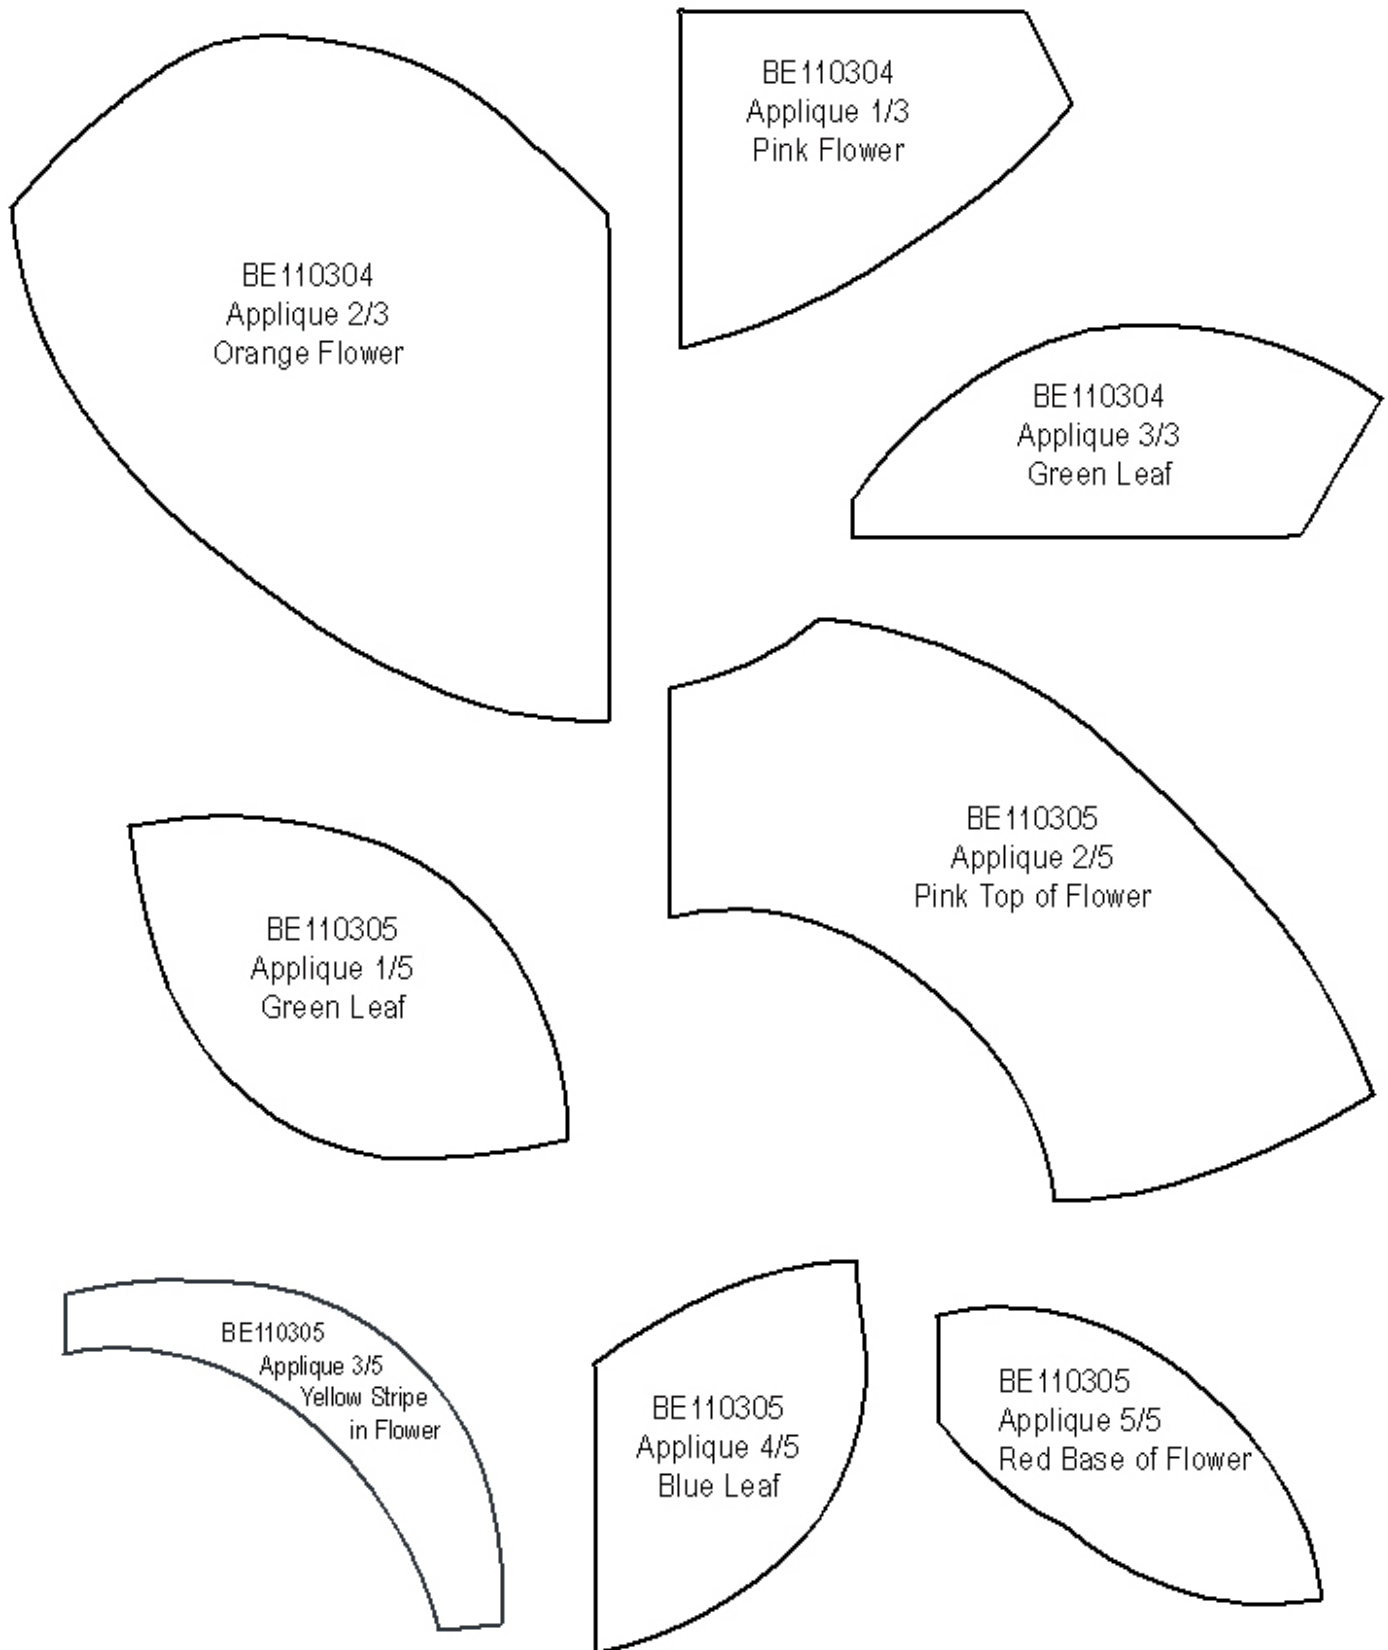 BE110304
Applique 1/3
Pink Flower
BE110304
Applique 2/3
Orange Flower
BE110304
Applique 3/3
Green Leaf
BE110305
Applique 2/5
Pink Top of Flower
BE110305
Applique 1/5
Green Leaf
BE110305
Applique 3/5
Yellow Stripe
in Flower
BE110305
Applique 4/5
Blue Leaf
BE110305
Applique 5/5
Red Base of Flower